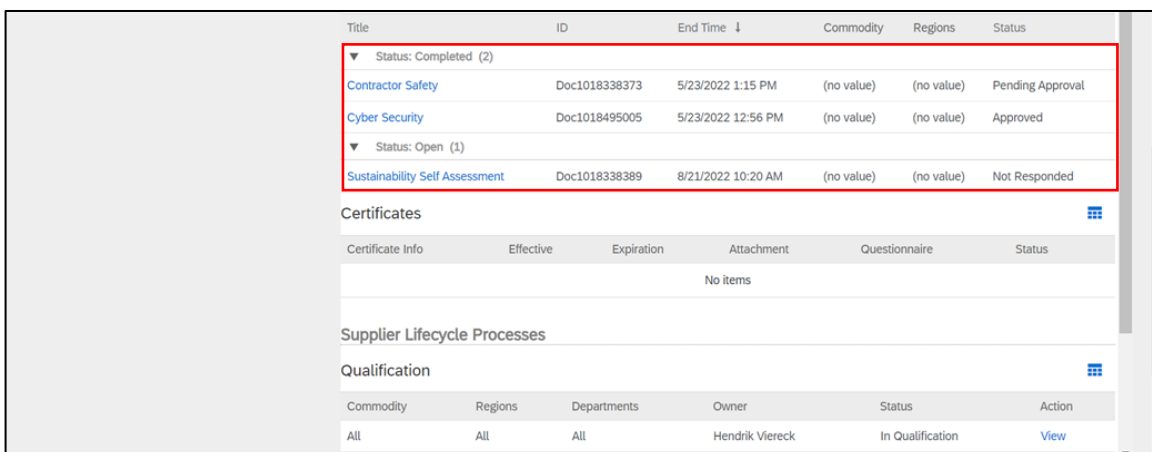 Title ID End Time ↓ Commodity Regions Status
▼ Status: Completed (2)
Contractor Safety Doc1018338373 5/23/2022 1:15 PM (no value) (no value) Pending Approval
Cyber Security Doc1018495005 5/23/2022 12:56 PM (no value) (no value) Approved
▼ Status: Open (1)
Sustainability Self Assessment Doc1018338389 8/21/2022 10:20 AM (no value) (no value) Not Responded
Certificates
Certificate Info Effective Expiration Attachment Questionnaire Status
No items
Supplier Lifecycle Processes
Qualification
Commodity Regions Departments Owner Status Action
All All All Hendrik Viereck In Qualification View